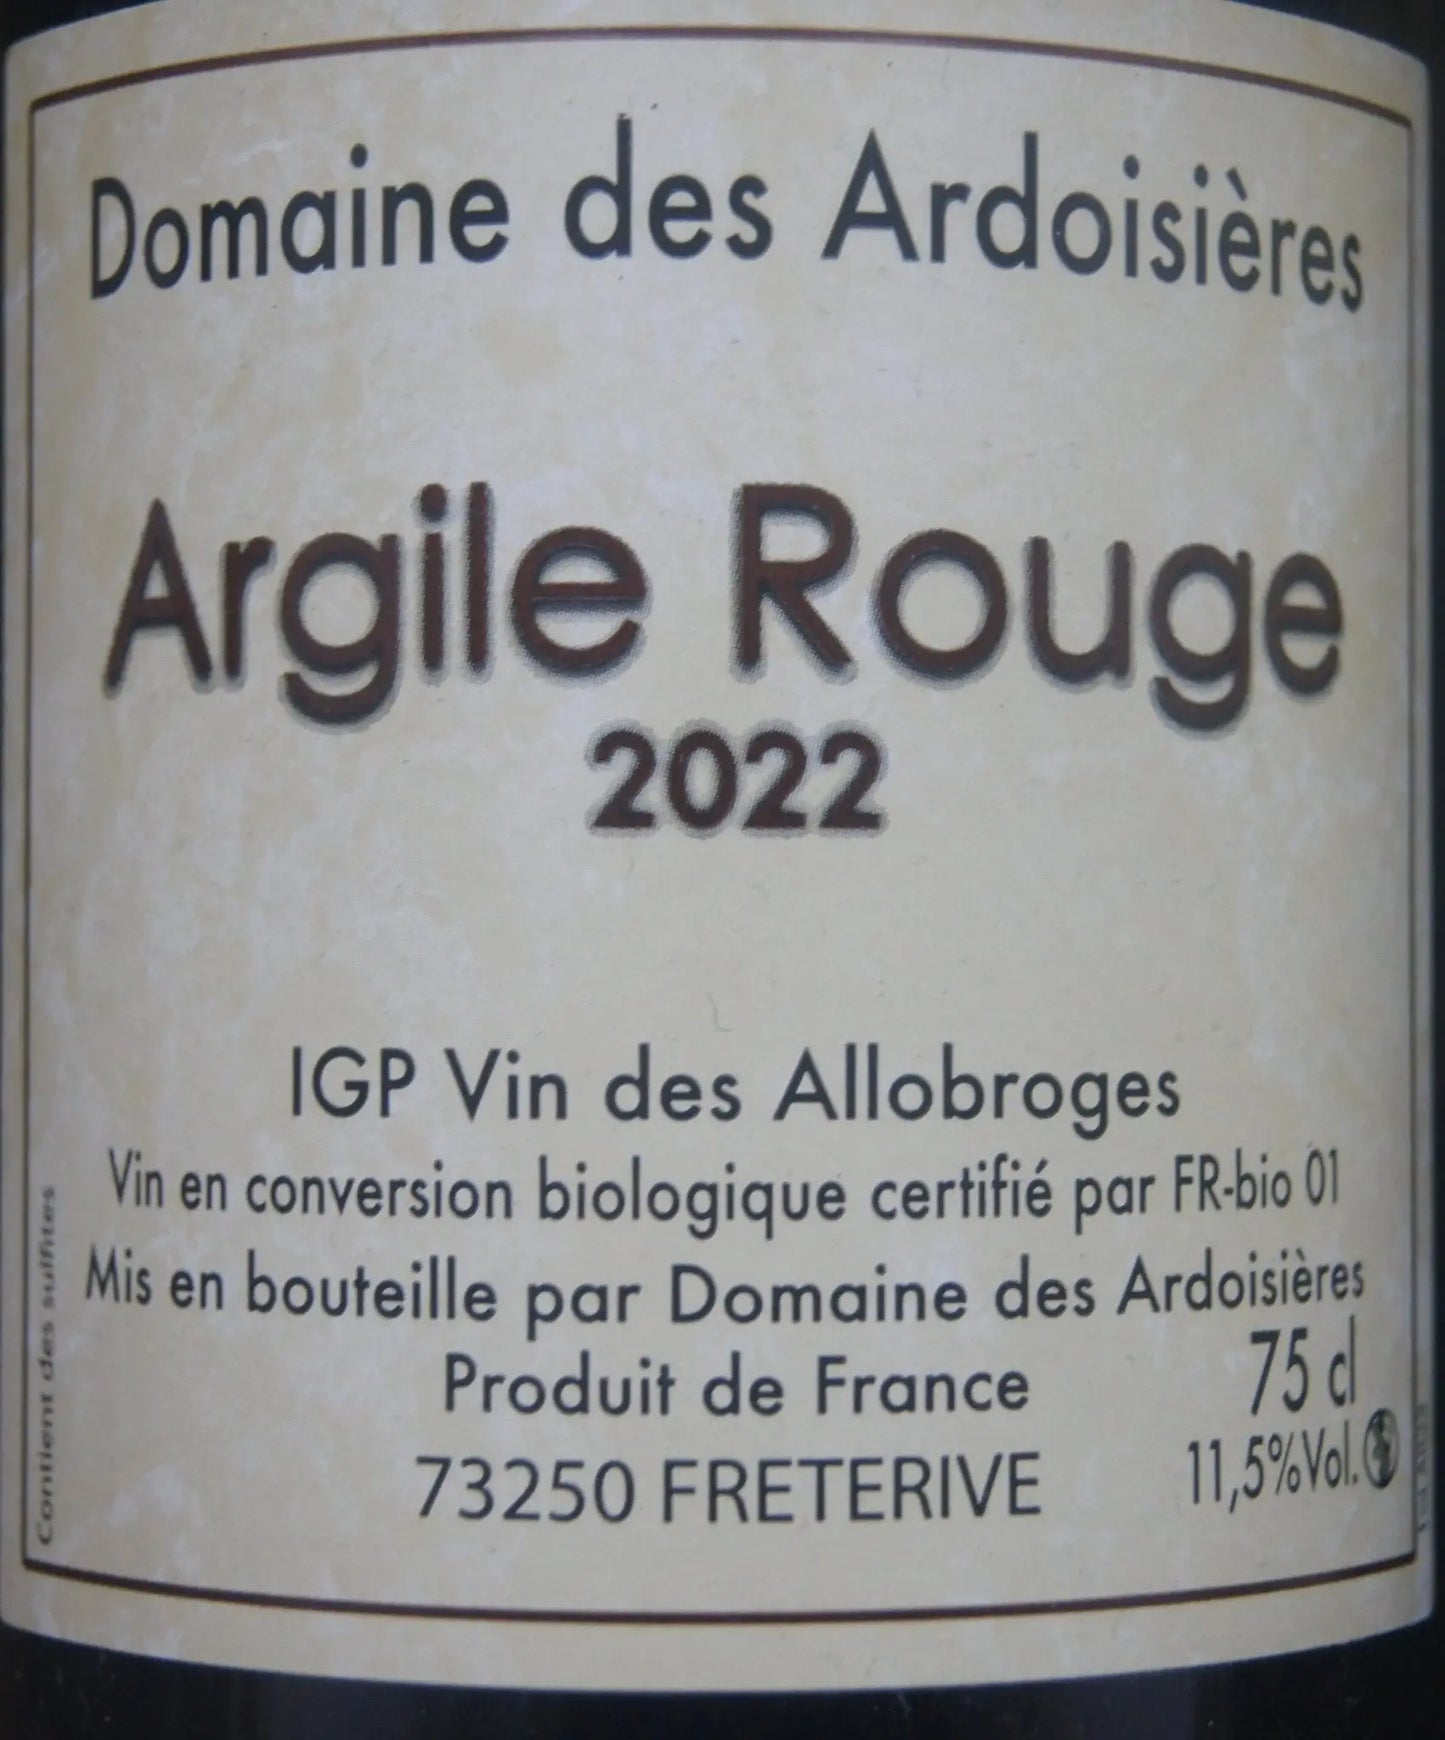 Domaine des Ardoisières
Argile Rouge
2022
IGP Vin des Allobroges
Vin en conversion biologique certifié par FR-bio 01
Mis en bouteille par Domaine des Ardoisières
Produit de France
75 cl
73250 FRETERIVE
11,5%Vol.
Contient des sulfites